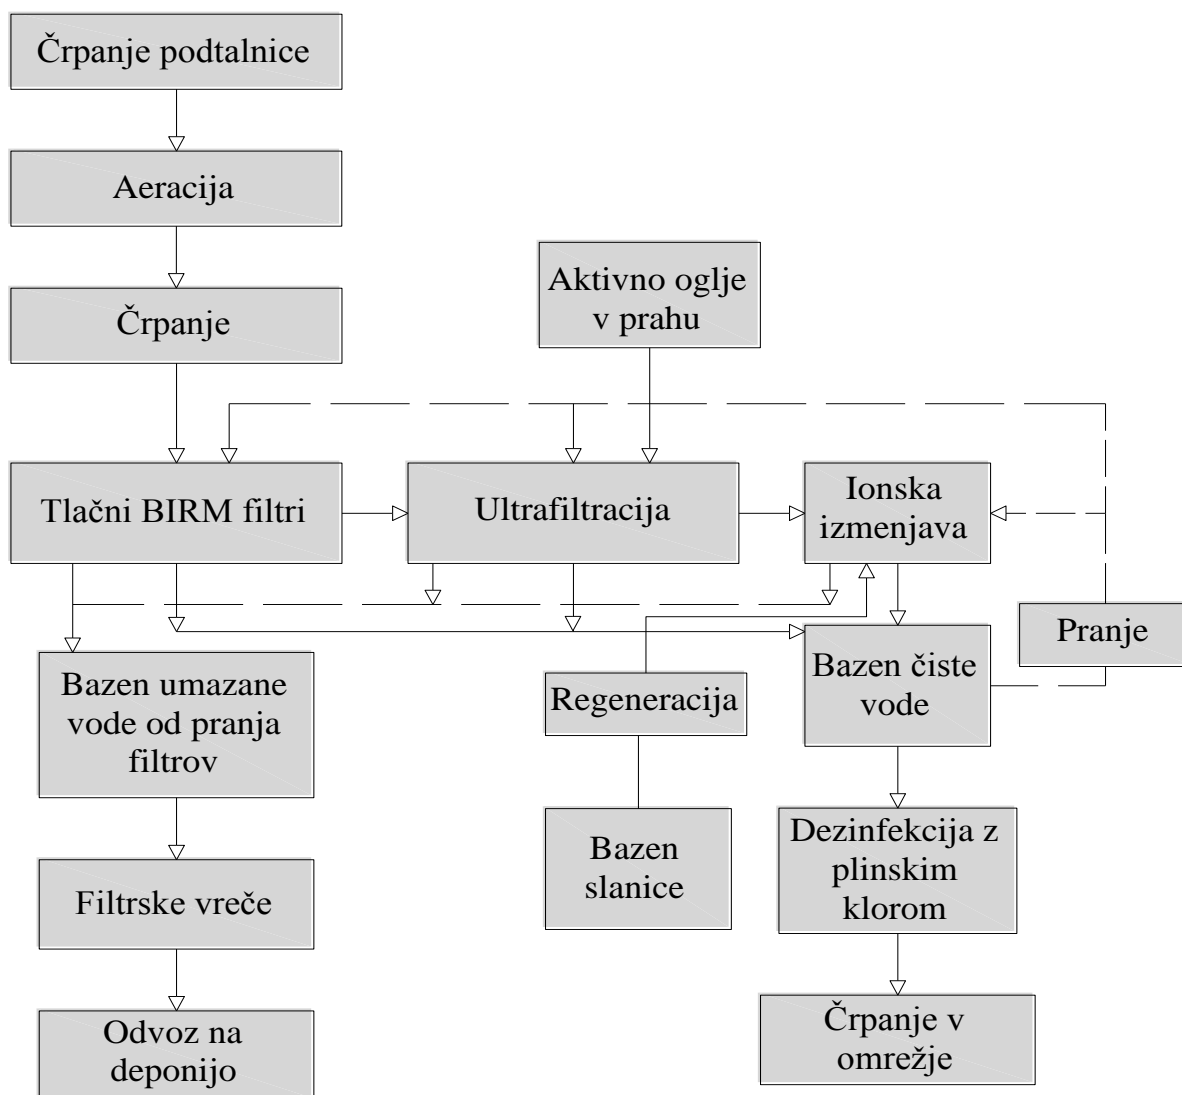 Črpanje podtalnice
Aeracija
Črpanje
Aktivno oglje
v prahu
Tlačni BIRM filtri
Ultrafiltracija
Ionska
izmenjava
Pranje
Bazen umazane
vode od pranja
filtrov
Regeneracija
Bazen čiste
vode
Bazen
slanice
Dezinfekcija z
plinskim
klorom
Filtrske vreče
Odvoz na
deponijo
Črpanje v
omrežje